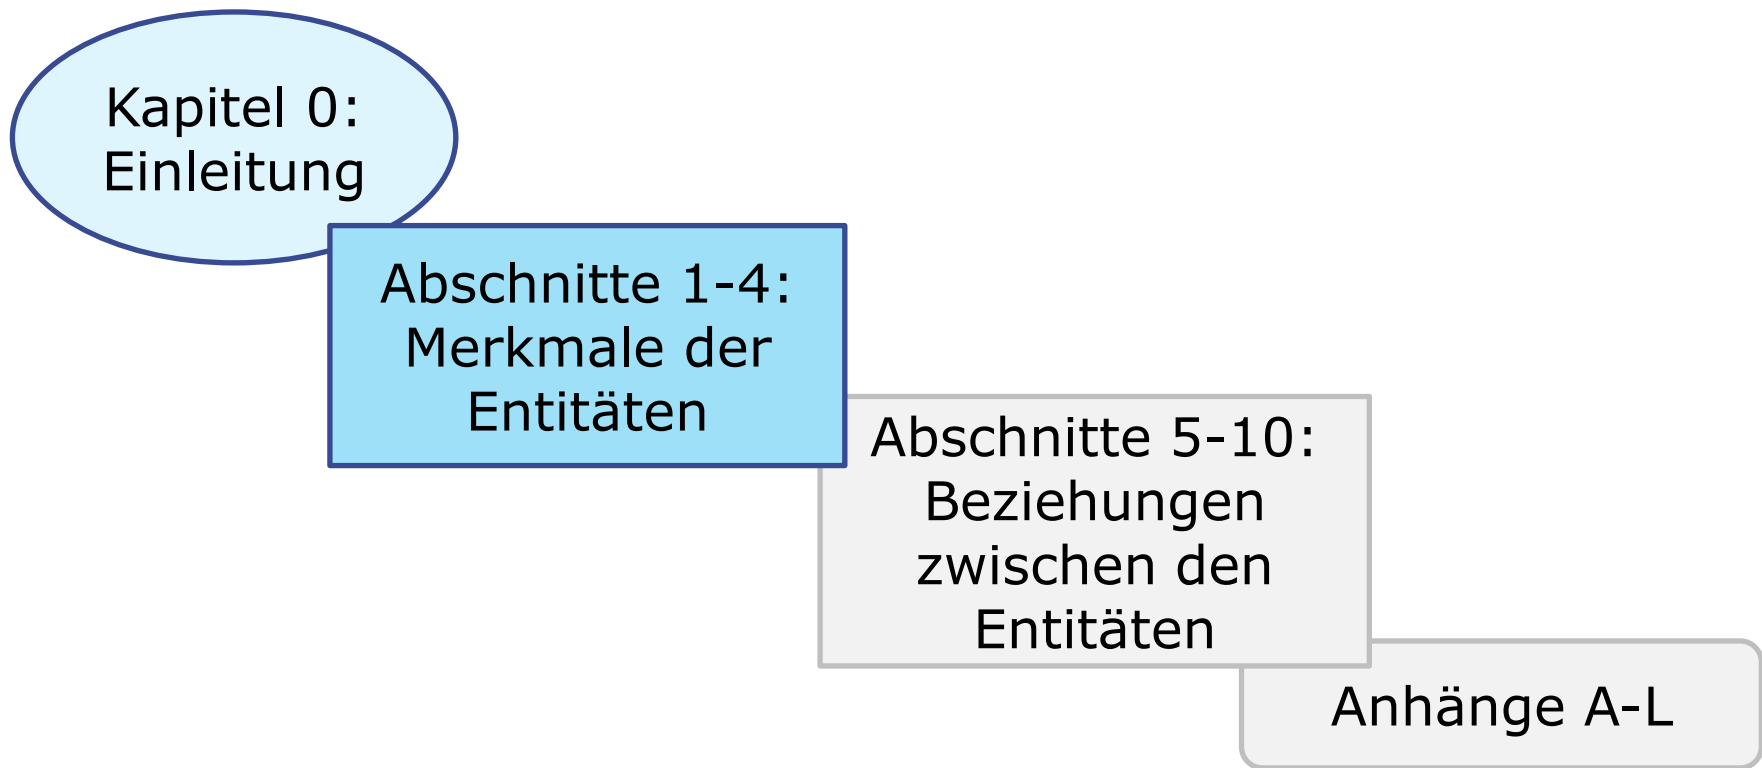 Kapitel 0:
Einleitung
Abschnitte 1-4:
Merkmale der
Entitäten
Abschnitte 5-10:
Beziehungen
zwischen den
Entitäten
Anhänge A-L